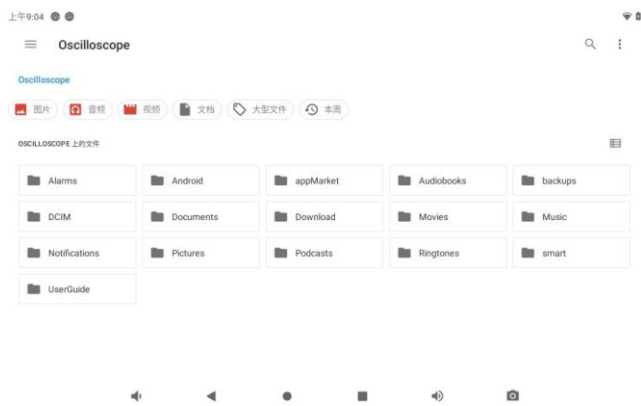 上午9:04
Oscilloscope
Oscilloscope
图片 音频 视频 文档 大型文件 本周
OSCILLOSCOPE 上的文件
Alarms Android appMarket Audiobooks backups
DCIM Documents Download Movies Music
Notifications Pictures Podcasts Ringtones smart
UserGuide